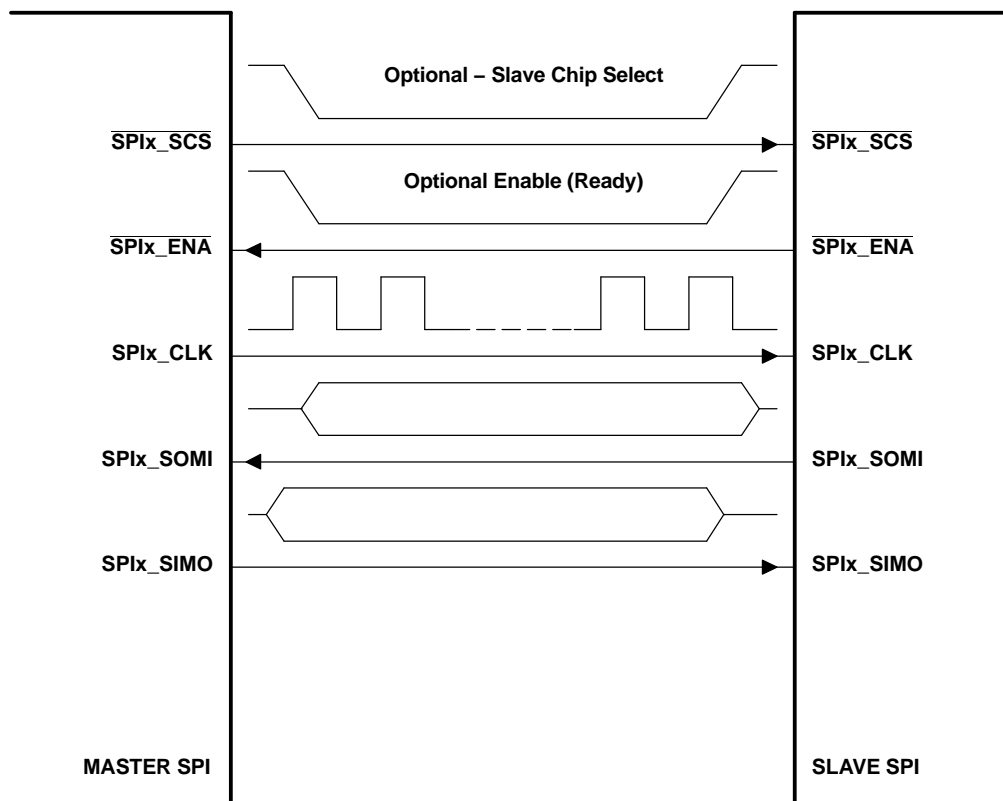 Optional – Slave Chip Select
SPIx_SCS SPIx_SCS
Optional Enable (Ready)
SPIx_ENA SPIx_ENA
SPIx_CLK SPIx_CLK
SPIx_SOMI SPIx_SOMI
SPIx_SIMO SPIx_SIMO
MASTER SPI SLAVE SPI